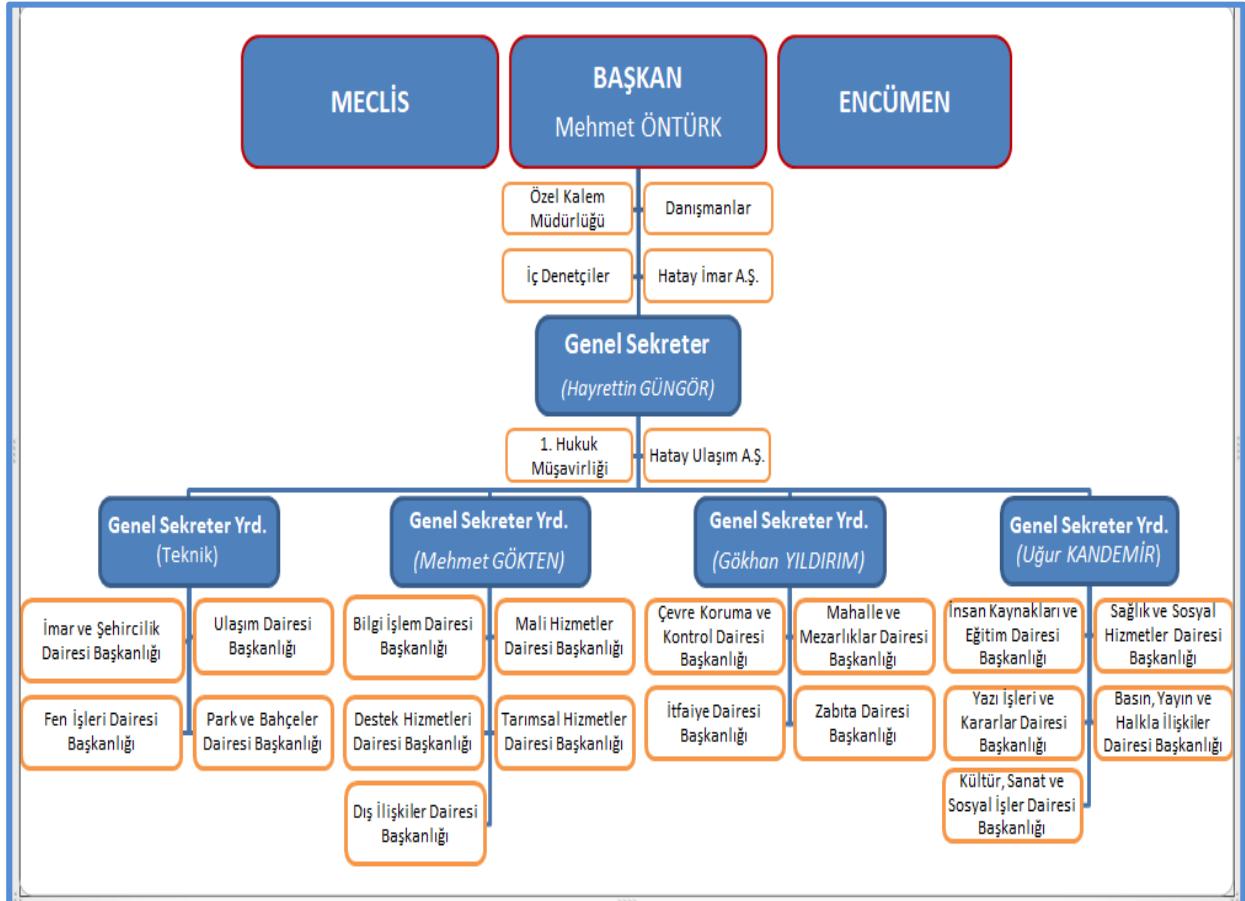 MECLİS
BAŞKAN
Mehmet ÖNTÜRK
ENCÜMEN
Özel Kalem
Müdürlüğü
Danışmanlar
İç Denetçiler
Hatay İmar A.Ş.
Genel Sekreter
(Hayrettin GÜNGÖR)
1. Hukuk
Müşavirliği
Hatay Ulaşım A.Ş.
Genel Sekreter Yrd.
(Teknik)
Genel Sekreter Yrd.
(Mehmet GÖKTEN)
Genel Sekreter Yrd.
(Gökhan YILDIRIM)
Genel Sekreter Yrd.
(Uğur KANDEMİR)
İmar ve Şehircilik
Dairesi Başkanlığı
Ulaşım Dairesi
Başkanlığı
Bilgi İşlem Dairesi
Başkanlığı
Mali Hizmetler
Dairesi Başkanlığı
Çevre Koruma ve
Kontrol Dairesi
Başkanlığı
Mahalle ve
Mezarlıklar Dairesi
Başkanlığı
İnsan Kaynakları ve
Eğitim Dairesi
Başkanlığı
Sağlık ve Sosyal
Hizmetler Dairesi
Başkanlığı
Fen İşleri Dairesi
Başkanlığı
Park ve Bahçeler
Dairesi Başkanlığı
Destek Hizmetleri
Dairesi Başkanlığı
Tarımsal Hizmetler
Dairesi Başkanlığı
İtfaiye Dairesi
Başkanlığı
Zabıta Dairesi
Başkanlığı
Yazı İşleri ve
Kararlar Dairesi
Başkanlığı
Basın, Yayın ve
Halkla İlişkiler
Dairesi Başkanlığı
Dış İlişkiler Dairesi
Başkanlığı
Kültür, Sanat ve
Sosyal İşler Dairesi
Başkanlığı